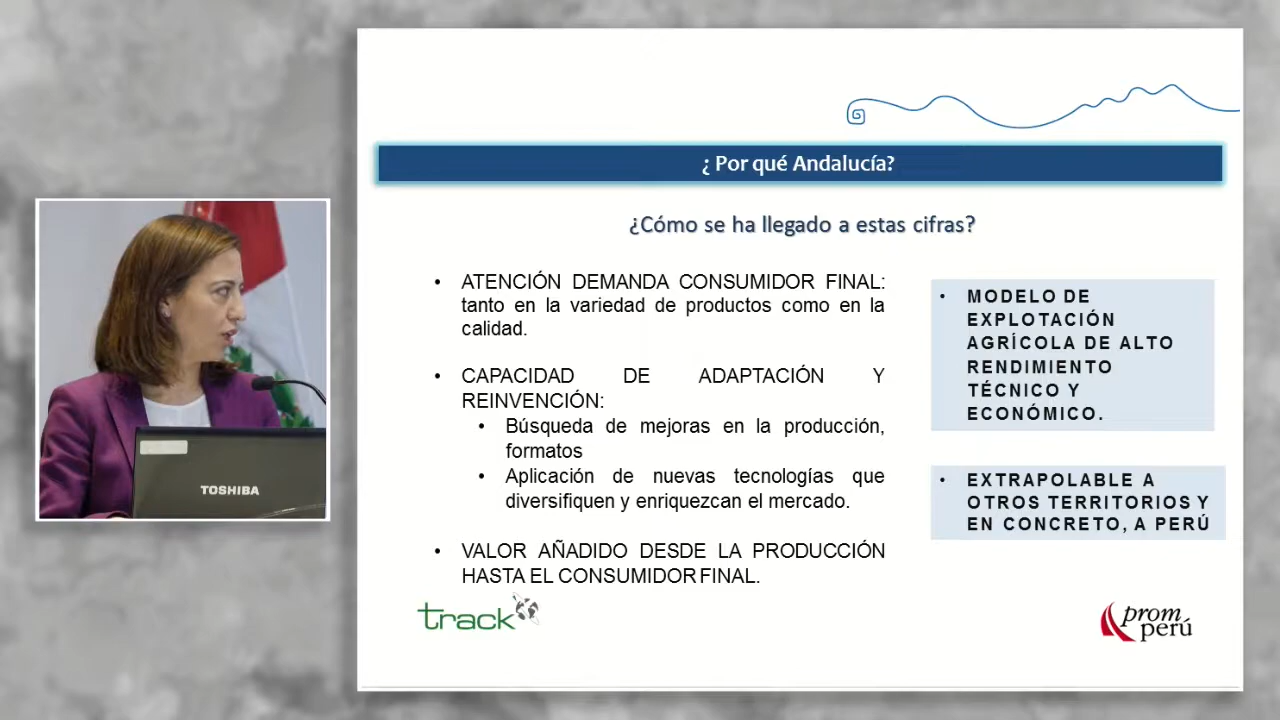 ¿ Por qué Andalucía?
¿Cómo se ha llegado a estas cifras?
• ATENCIÓN DEMANDA CONSUMIDOR FINAL:
tanto en la variedad de productos como en la
calidad.
• CAPACIDAD DE ADAPTACIÓN Y
REINVENCIÓN:
• Búsqueda de mejoras en la producción,
formatos
• Aplicación de nuevas tecnologías que
diversifiquen y enriquezcan el mercado.
• VALOR AÑADIDO DESDE LA PRODUCCIÓN
HASTA EL CONSUMIDOR FINAL.
• MODELO DE
EXPLOTACIÓN
AGRÍCOLA DE ALTO
RENDIMIENTO
TÉCNICO Y
ECONÓMICO.
• EXTRAPOLABLE A
OTROS TERRITORIOS Y
EN CONCRETO, A PERÚ
track
prom
perú
TOSHIBA